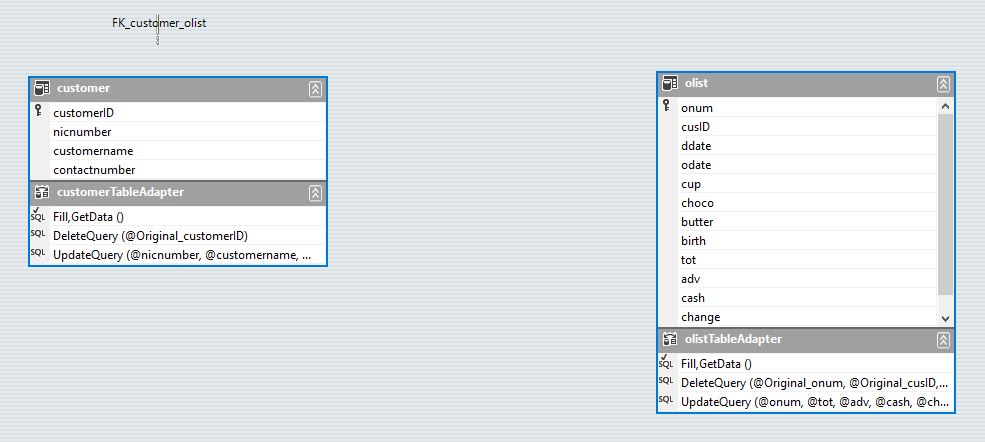 FK_customer_olist
customer
customerID
nicnumber
customername
contactnumber
customerTableAdapter
SQL Fill,GetData ()
SQL DeleteQuery (@Original_customerID)
SQL UpdateQuery (@nicnumber, @customername, ...
olist
onum
cusID
ddate
odate
cup
choco
butter
birth
tot
adv
cash
change
olistTableAdapter
SQL Fill,GetData ()
SQL DeleteQuery (@Original_onum, @Original_cusID,...
SQL UpdateQuery (@onum, @tot, @adv, @cash, @ch...